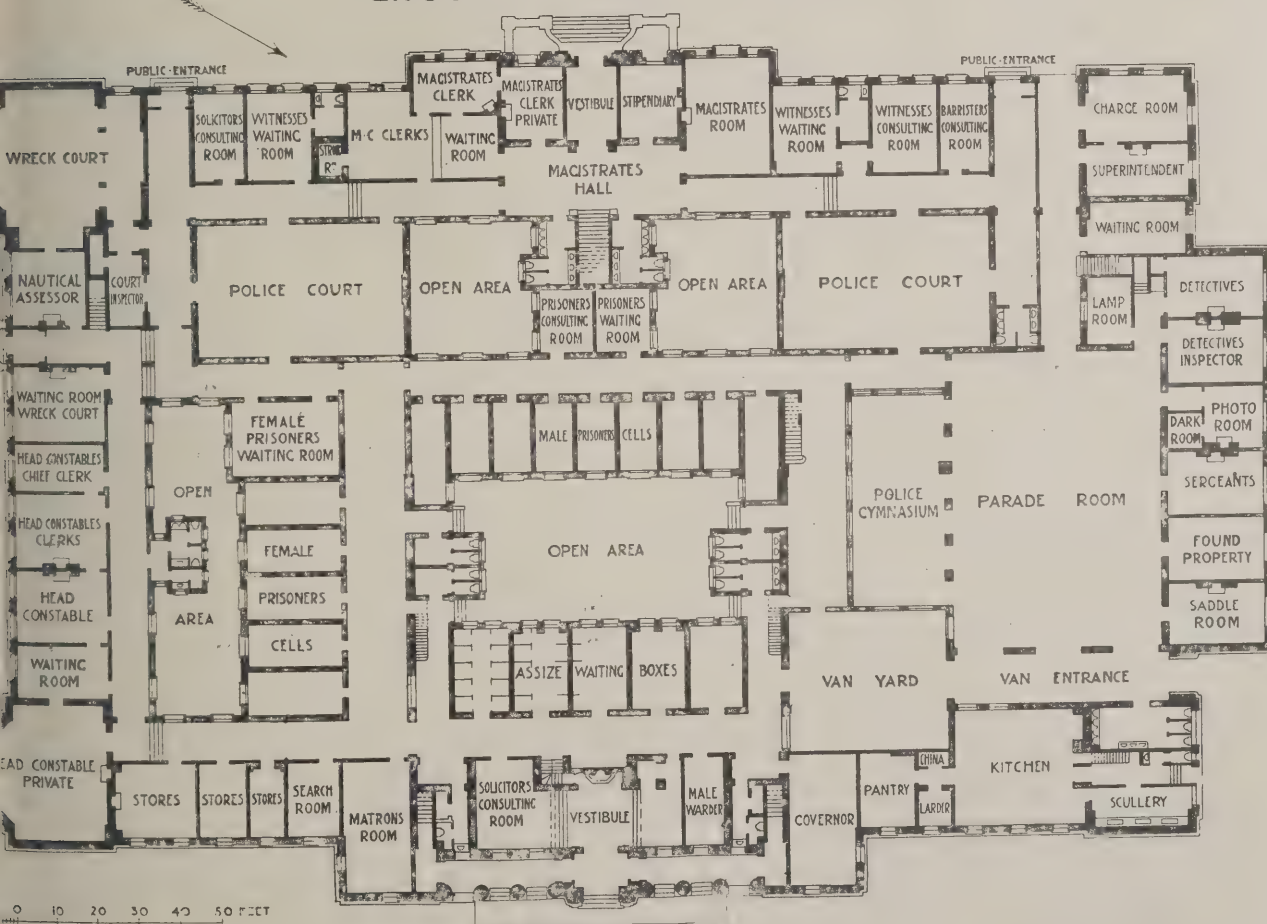 PUBLIC·ENTRANCE
PUBLIC·ENTRANCE
WRECK COURT
SOLICITORS
CONSULTING
ROOM
WITNESSES
WAITING
ROOM
M·C CLERKS
MAGISTRATES
CLERK
WAITING
ROOM
MAGISTRATES
CLERK
PRIVATE
VESTIBULE
STIPENDIARY
MAGISTRATES
ROOM
WITNESSES
WAITING
ROOM
WITNESSES
CONSULTING
ROOM
BARRISTERS
CONSULTING
ROOM
CHARGE ROOM
SUPERINTENDENT
WAITING ROOM
MAGISTRATES
HALL
NAUTICAL
ASSESSOR
COURT
INSPECTOR
POLICE COURT
OPEN AREA
PRISONERS
CONSULTING
ROOM
PRISONERS
WAITING
ROOM
OPEN AREA
POLICE COURT
LAMP
ROOM
DETECTIVES
DETECTIVES
INSPECTOR
WAITING ROOM
WRECK COURT
HEAD CONSTABLES
CHIEF CLERK
HEAD CONSTABLES
CLERKS
HEAD
CONSTABLE
WAITING
ROOM
EAD CONSTABLE
PRIVATE
OPEN
AREA
FEMALE
PRISONERS
WAITING ROOM
FEMALE
PRISONERS
CELLS
MALE PRISONERS CELLS
OPEN AREA
ASSIZE WAITING BOXES
POLICE
GYMNASIUM
PARADE ROOM
DARK
ROOM
PHOTO
ROOM
SERGEANTS
FOUND
PROPERTY
SADDLE
ROOM
VAN YARD
VAN ENTRANCE
STORES
STORES
STORES
SEARCH
ROOM
MATRONS
ROOM
SOLICITORS
CONSULTING
ROOM
VESTIBULE
MALE
WARDER
GOVERNOR
PANTRY
CHINA
LARDER
KITCHEN
SCULLERY
0 10 20 30 40 50 FEET